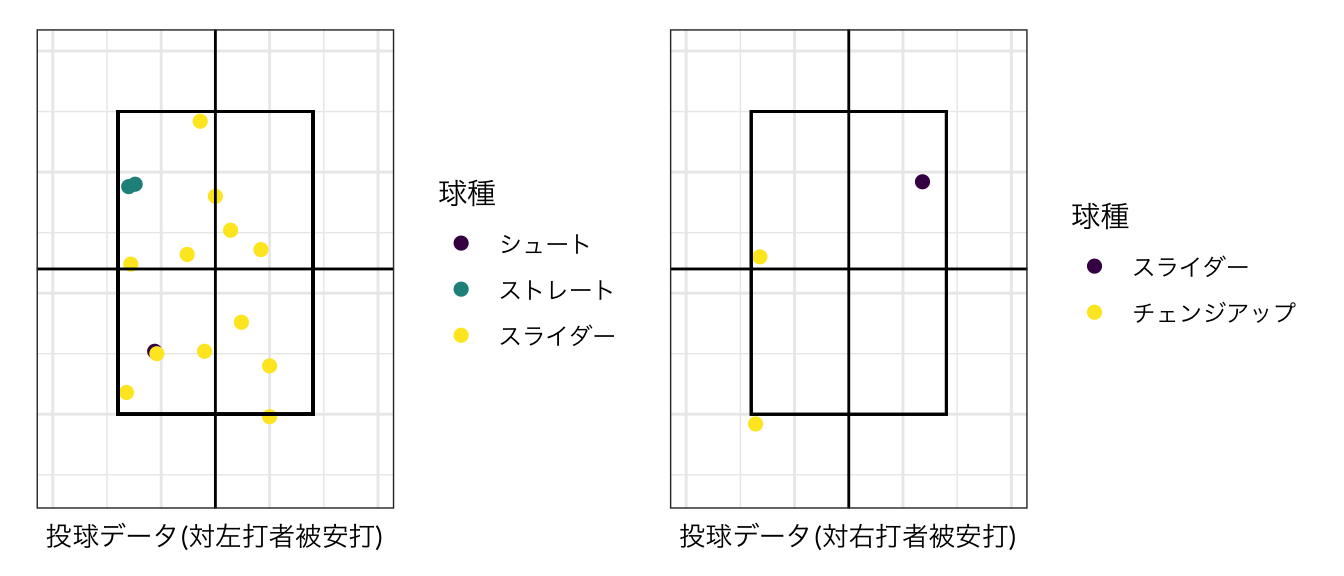 球種
シュート
ストレート
スライダー
投球データ(対左打者被安打)
球種
スライダー
チェンジアップ
投球データ(対右打者被安打)